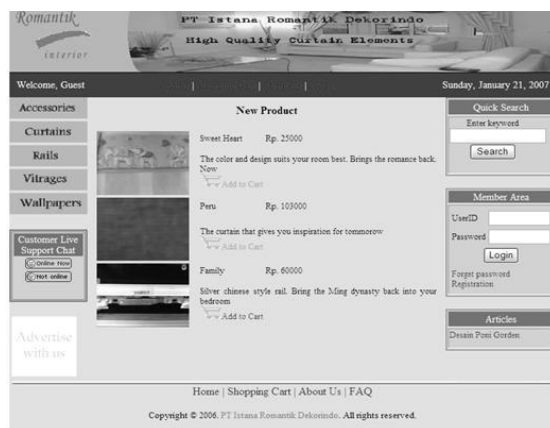 Romantik
interior
PT Istana Romantik Dekorindo
High Quality Curtain Elements
Welcome, Guest
Sunday, January 21, 2007
Accessories
Curtains
Rails
Vitrages
Wallpapers
Customer Live
Support Chat
Online Now
Not online
Advertise
with us
New Product
Sweet Heart Rp. 25000
The color and design suits your room best. Brings the romance back.
Now
Add to Cart
Peru Rp. 103000
The curtain that gives you inspiration for tommorow
Add to Cart
Family Rp. 60000
Silver chinese style rail. Bring the Ming dynasty back into your
bedroom
Add to Cart
Quick Search
Enter keyword
Search
Member Area
UserID
Password
Login
Forget password
Registration
Articles
Desain Poni Gorden
Home | Shopping Cart | About Us | FAQ
Copyright © 2006. PT Istana Romantik Dekorindo. All rights reserved.